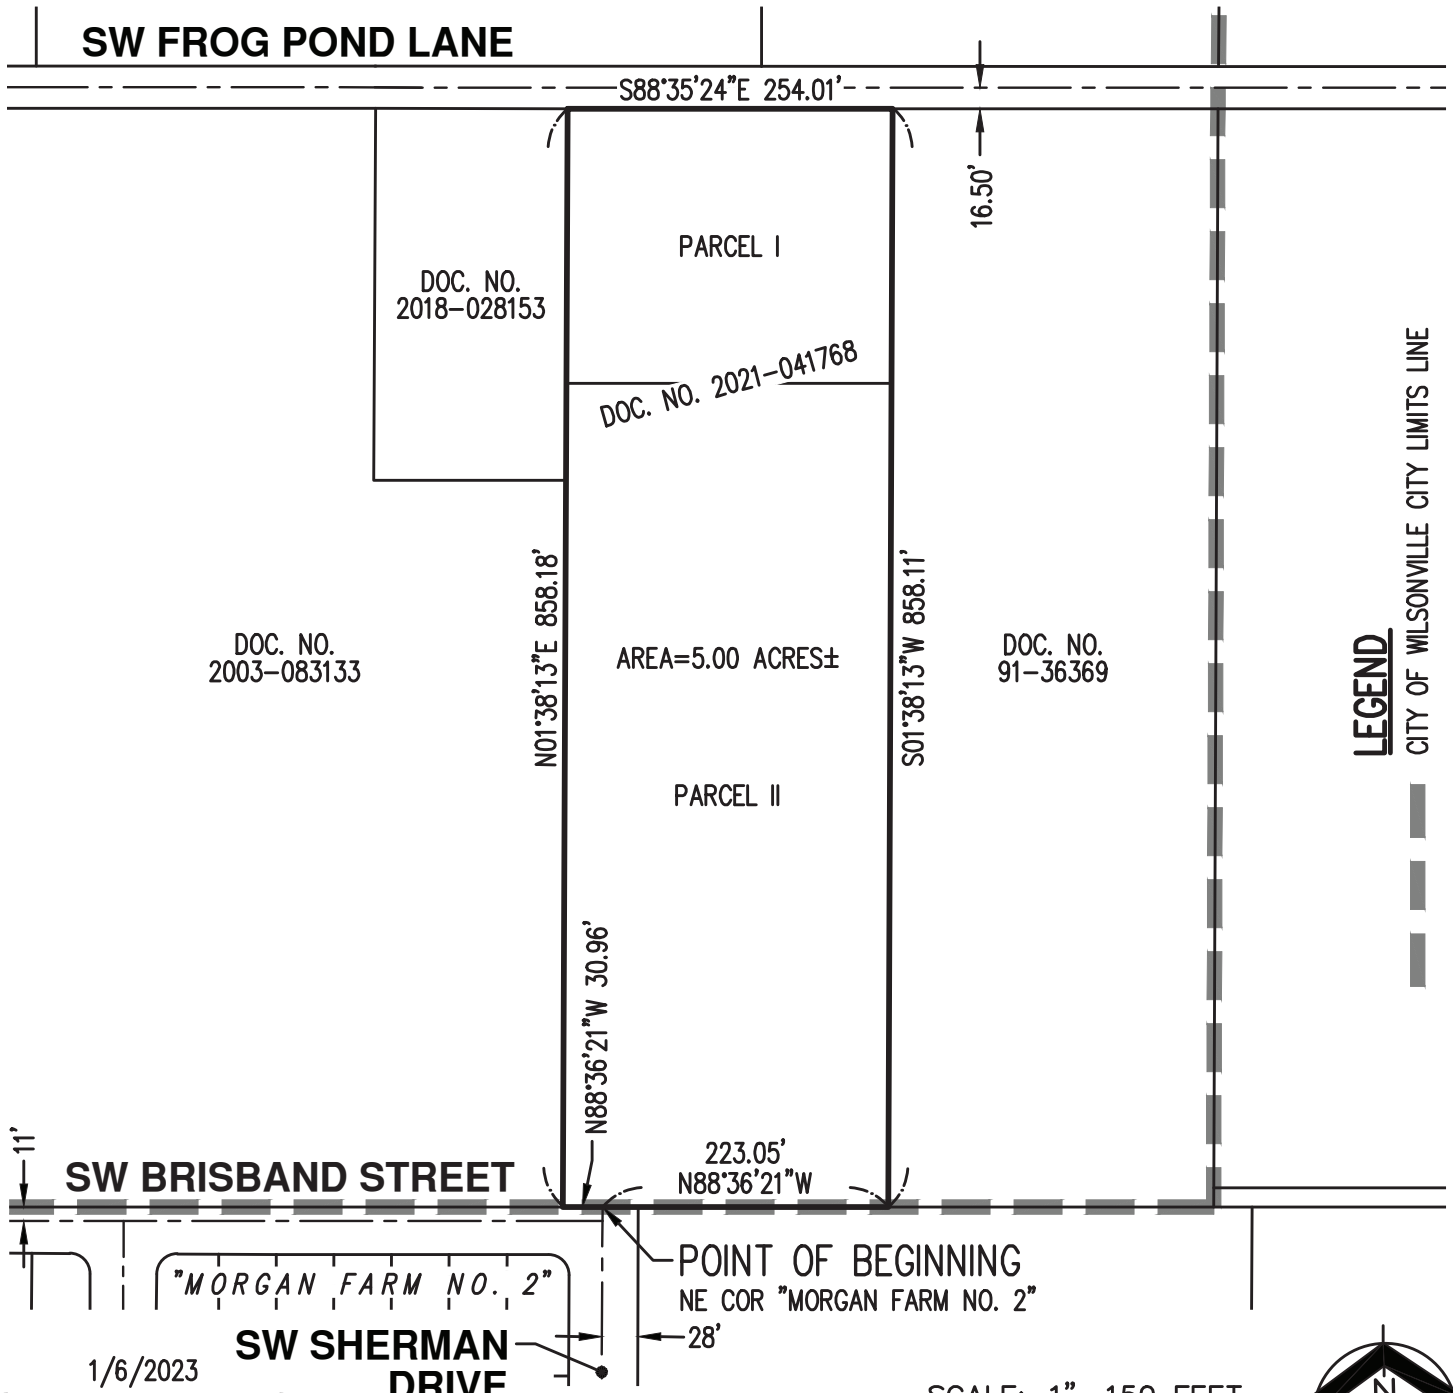 SW FROG POND LANE
S88°35'24"E 254.01'
16.50'
PARCEL I
DOC. NO.
2018-028153
DOC. NO. 2021-041768
CITY OF WILSONVILLE CITY LIMITS LINE
LEGEND
N01°38'13"E 858.18'
S01°38'13"W 858.11'
DOC. NO.
2003-083133
AREA=5.00 ACRES±
DOC. NO.
91-36369
PARCEL II
N88°36'21"W 30.96'
11'
SW BRISBAND STREET
223.05'
N88°36'21"W
POINT OF BEGINNING
NE COR "MORGAN FARM NO. 2"
"MORGAN FARM NO. 2"
SW SHERMAN
DRIVE
28'
1/6/2023
N